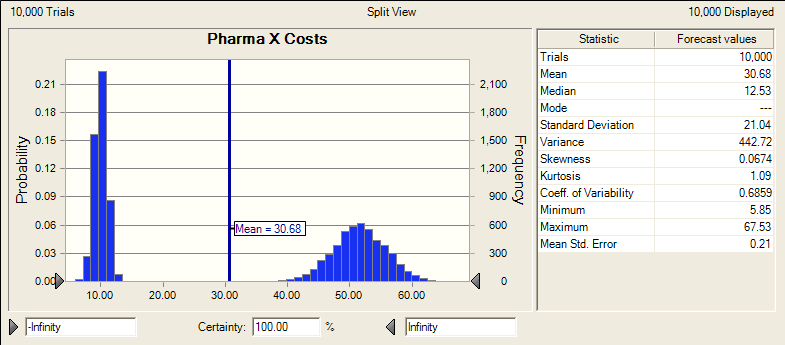 10,000 Trials Split View 10,000 Displayed
Pharma X Costs
Probability
0.21
0.18
0.15
0.12
0.09
0.06
0.03
0.00
Mean = 30.68
10.00 20.00 30.00 40.00 50.00 60.00
2,100
1,800
1,500
1,200
900
600
300
0
Frequency
-Infinity Certainty: 100.00 % Infinity
Statistic Forecast values
Trials 10,000
Mean 30.68
Median 12.53
Mode ---
Standard Deviation 21.04
Variance 442.72
Skewness 0.0674
Kurtosis 1.09
Coeff. of Variability 0.6859
Minimum 5.85
Maximum 67.53
Mean Std. Error 0.21